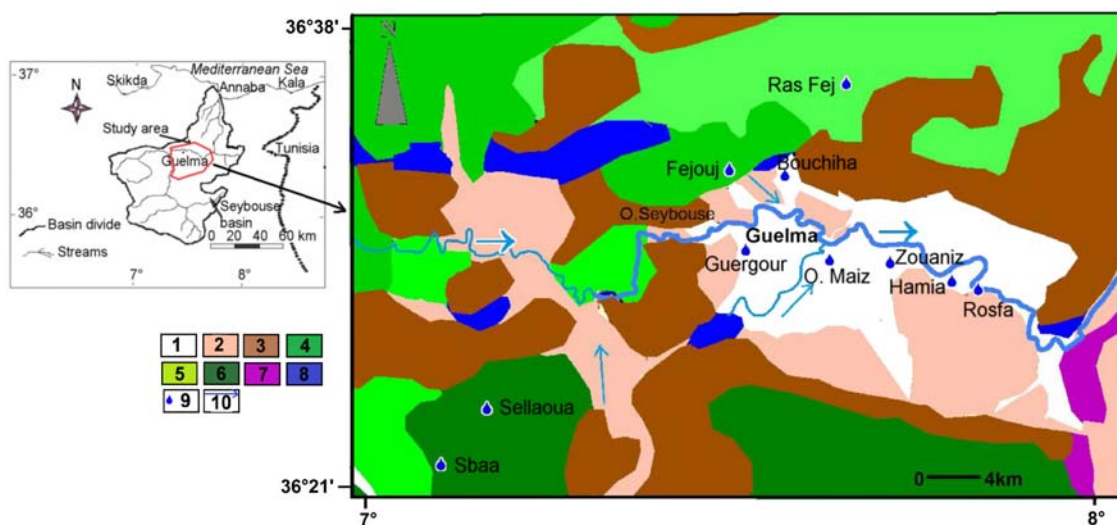 37°
N
Skikda
Mediterranean Sea
Annaba
Kala
Study area
Guelma
Tunisia
36°
Seybouse
basin
Basin divide
0 20 40 60 km
Streams
7°
8°
1 2 3 4
5 6 7 8
9 10
36°38'
N
Ras Fej
Fejouj
Bouchiha
O.Seybouse
Guelma
Guergour
O. Maiz
Zouaniz
Hamia
Rosfa
Sellaoua
Sbaa
36°21'
0 4km
7°
8°